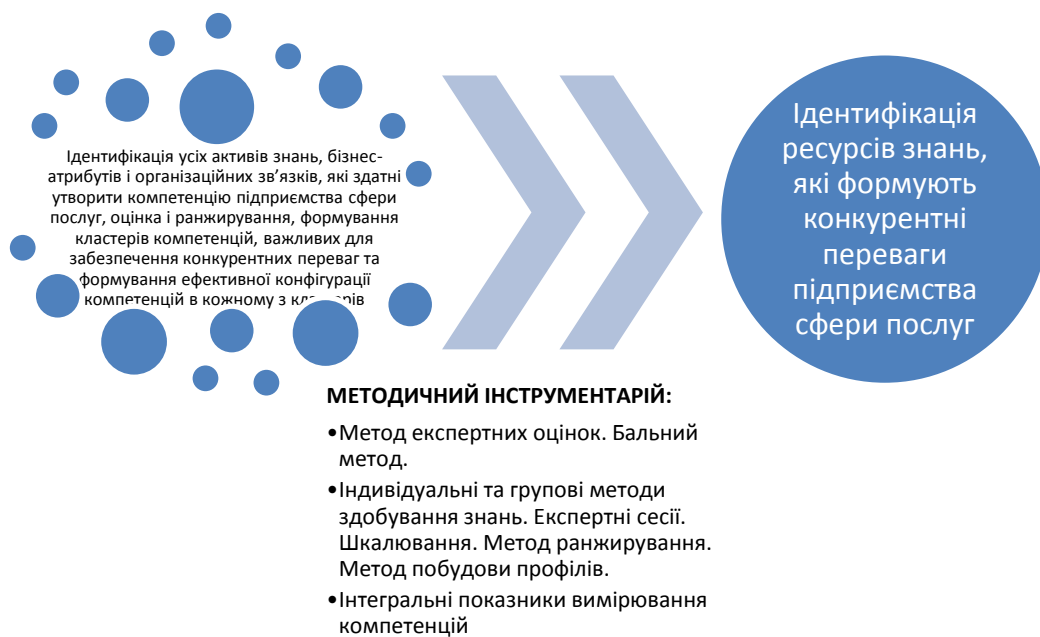 Ідентифікація усіх активів знань, бізнес-
атрибутів і організаційних зв’язків, які здатні
утворити компетенцію підприємства сфери
послуг, оцінка і ранжирування, формування
кластерів компетенцій, важливих для
забезпечення конкурентних переваг та
формування ефективної конфігурації
компетенцій в кожному з
Ідентифікація
ресурсів знань,
які формують
конкурентні
переваги
підприємства
сфери послуг
МЕТОДИЧНИЙ ІНСТРУМЕНТАРІЙ:
•Метод експертних оцінок. Бальний
метод.
•Індивідуальні та групові методи
здобування знань. Експертні сесії.
Шкалювання. Метод ранжирування.
Метод побудови профілів.
•Інтегральні показники вимірювання
компетенцій